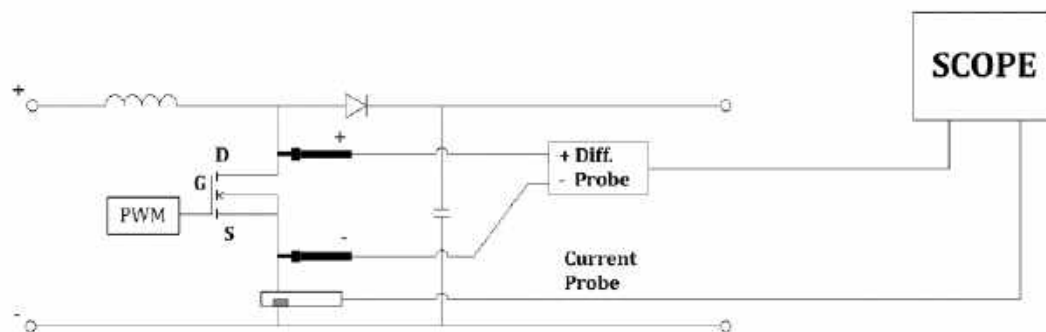 SCOPE
+
+
+ Diff.
- Probe
D
G
PWM
S
-
Current
Probe
-